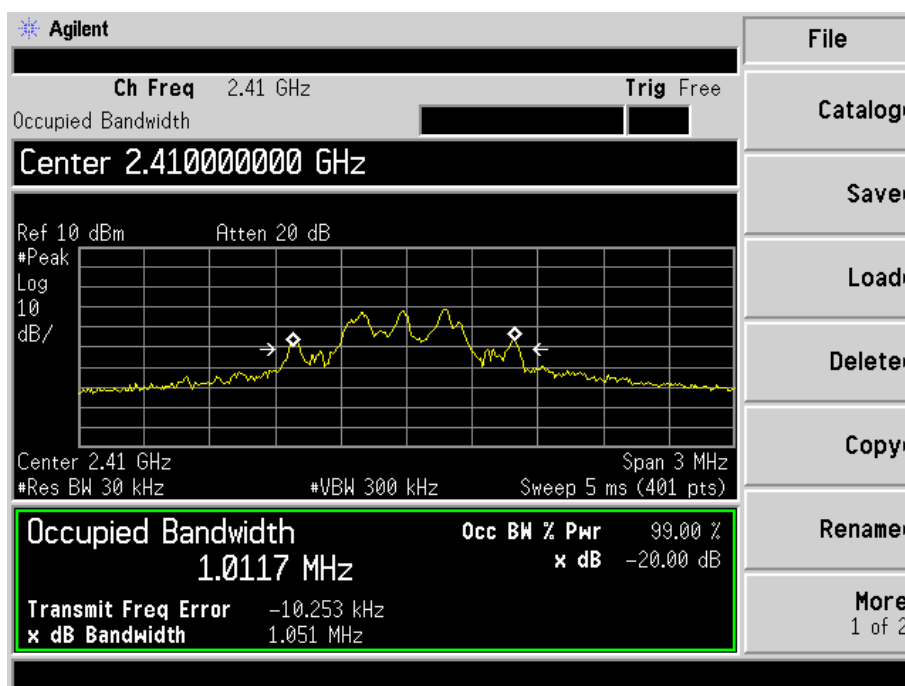 Agilent
File
Ch Freq 2.41 GHz Trig Free
Occupied Bandwidth
Center 2.410000000 GHz
Ref 10 dBm Atten 20 dB
#Peak
Log
10
dB/
Center 2.41 GHz Span 3 MHz
#Res BW 30 kHz #VBW 300 kHz Sweep 5 ms (401 pts)
Occupied Bandwidth Occ BW % Pwr 99.00 %
1.0117 MHz x dB -20.00 dB
Transmit Freq Error -10.253 kHz
x dB Bandwidth 1.051 MHz
Catalog
Save
Load
Delete
Copy
Rename
More
1 of 2